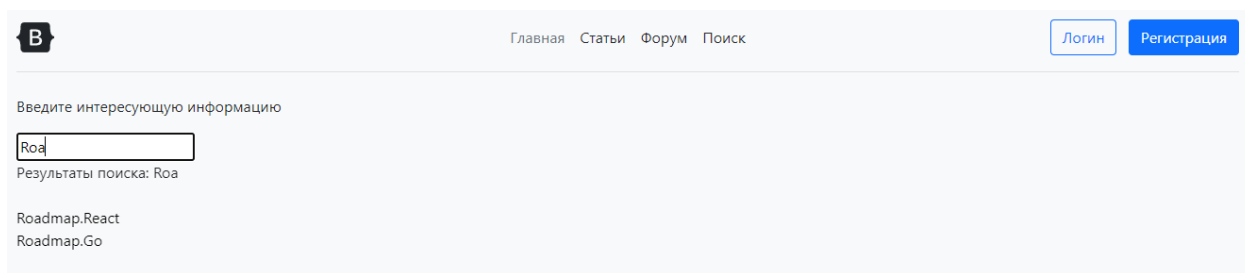 B
Главная Статьи Форум Поиск
Логин Регистрация
Введите интересующую информацию
Roa
Результаты поиска: Roa
Roadmap.React
Roadmap.Go